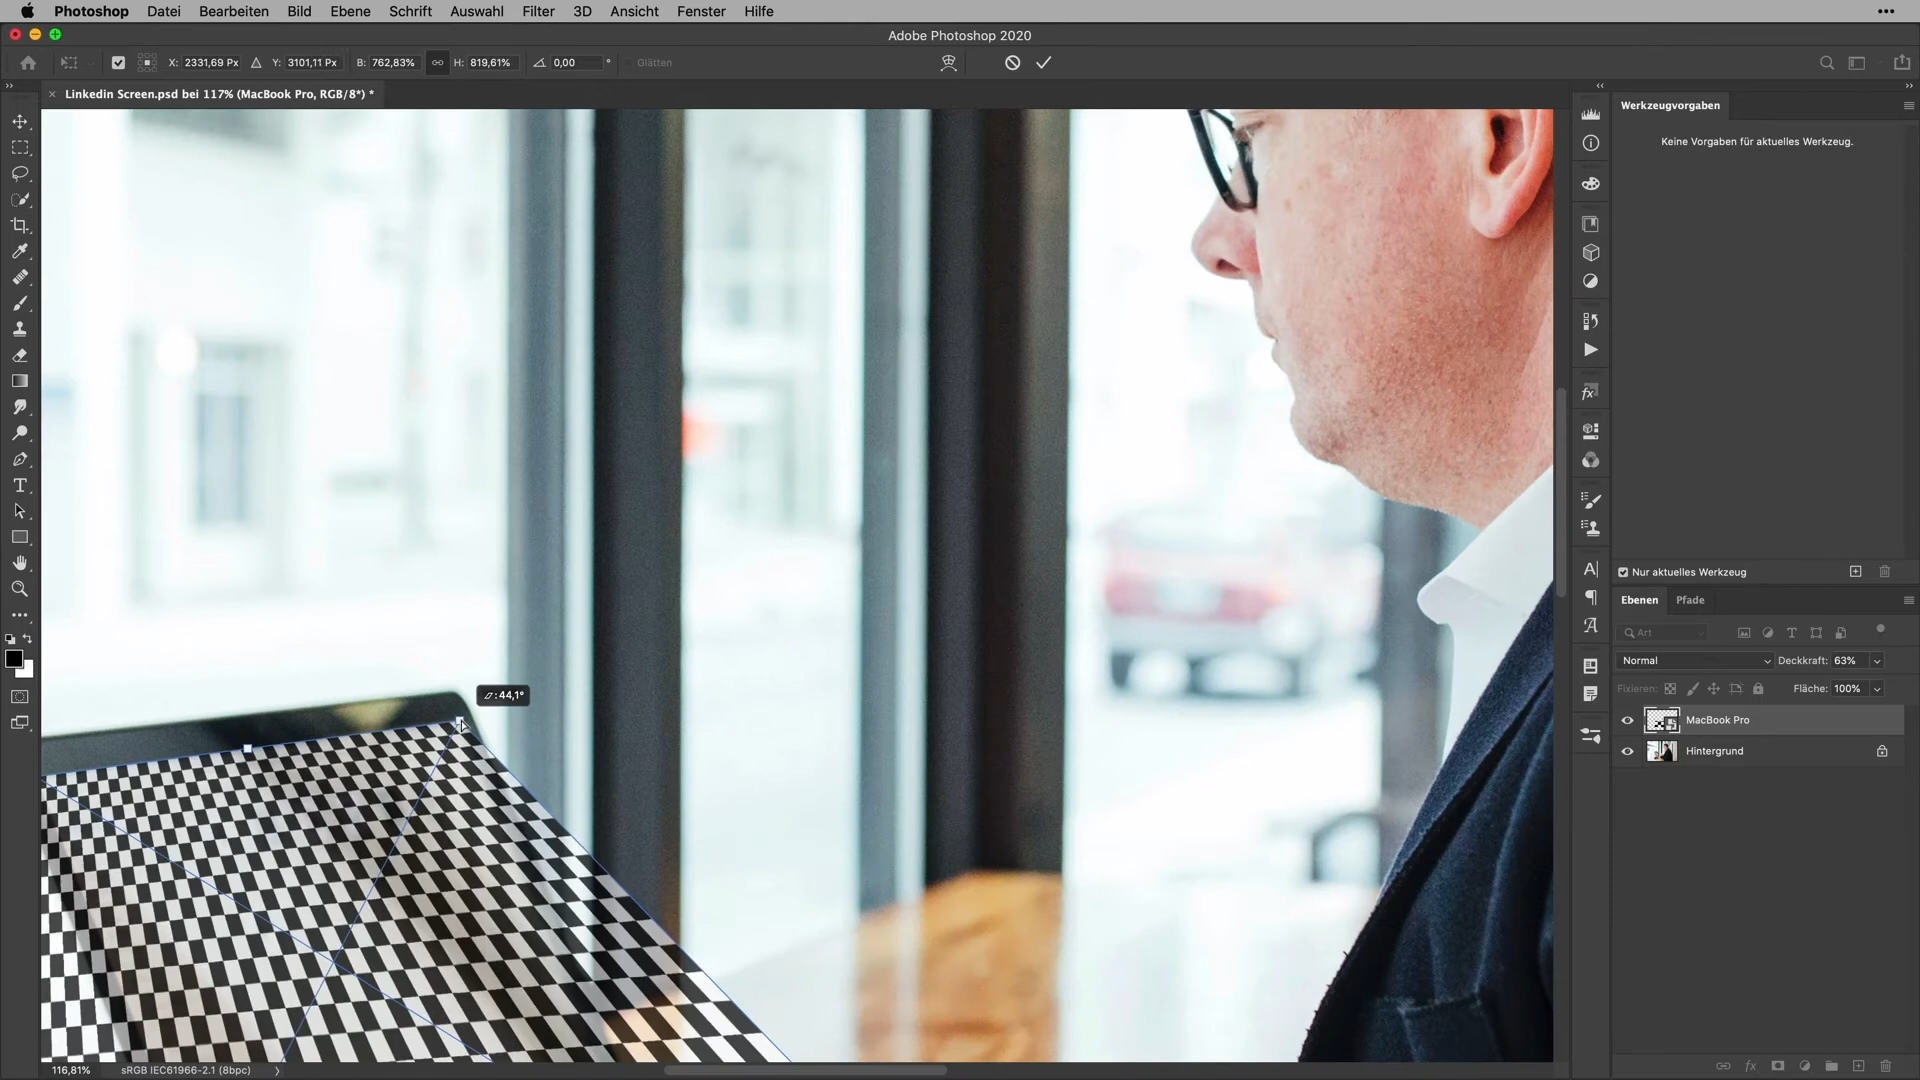 Photoshop Datei Bearbeiten Bild Ebene Schrift Auswahl Filter 3D Ansicht Fenster Hilfe
Adobe Photoshop 2020
X: 2331,69 Px Y: 3101,11 Px B: 762,83% H: 819,61% 0,00 ° Glätten
Linkedin Screen.psd bei 117% (MacBook Pro, RGB/8*) *
Werkzeugvorgaben
Keine Vorgaben für aktuelles Werkzeug.
Nur aktuelles Werkzeug
Ebenen Pfade
Art
Normal Deckkraft: 63%
Fixieren: Fläche: 100%
MacBook Pro
Hintergrund
: 44,1°
116,81% sRGB IEC61966-2.1 (8bpc)